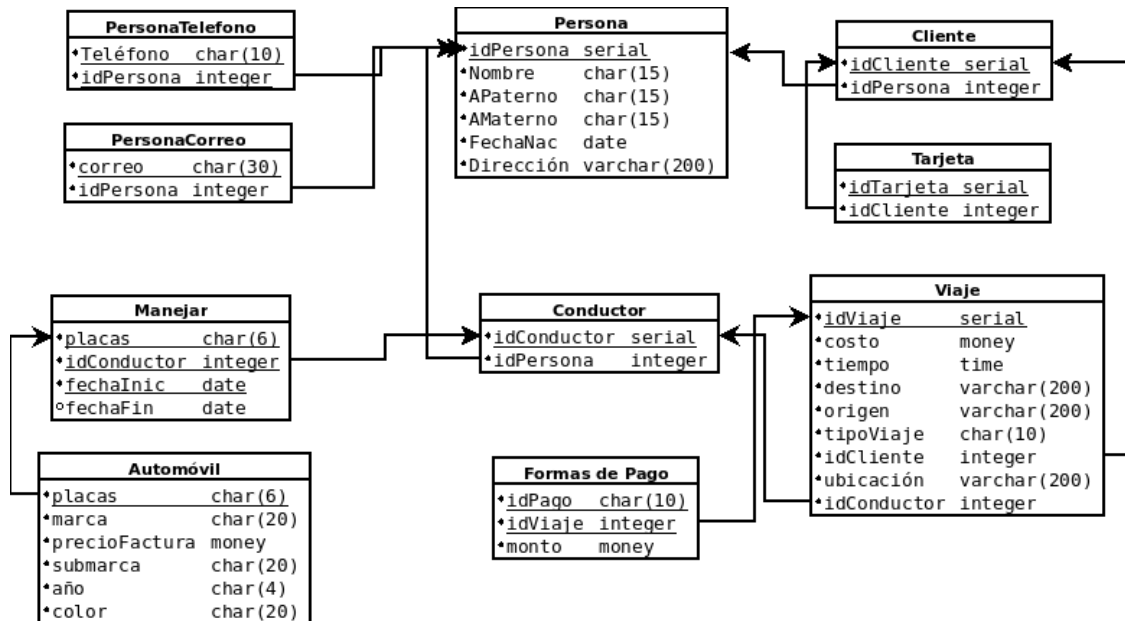 PersonaTelefono
Teléfono char(10)
idPersona integer
PersonaCorreo
correo char(30)
idPersona integer
Persona
idPersona serial
Nombre char(15)
APaterno char(15)
AMaterno char(15)
FechaNac date
Dirección varchar(200)
Cliente
idCliente serial
idPersona integer
Tarjeta
idTarjeta serial
idCliente integer
Manejar
placas char(6)
idConductor integer
fechaInic date
fechaFin date
Conductor
idConductor serial
idPersona integer
Viaje
idViaje serial
costo money
tiempo time
destino varchar(200)
origen varchar(200)
tipoViaje char(10)
idCliente integer
ubicación varchar(200)
idConductor integer
Automóvil
placas char(6)
marca char(20)
precioFactura money
submarca char(20)
año char(4)
color char(20)
Formas de Pago
idPago char(10)
idViaje integer
monto money